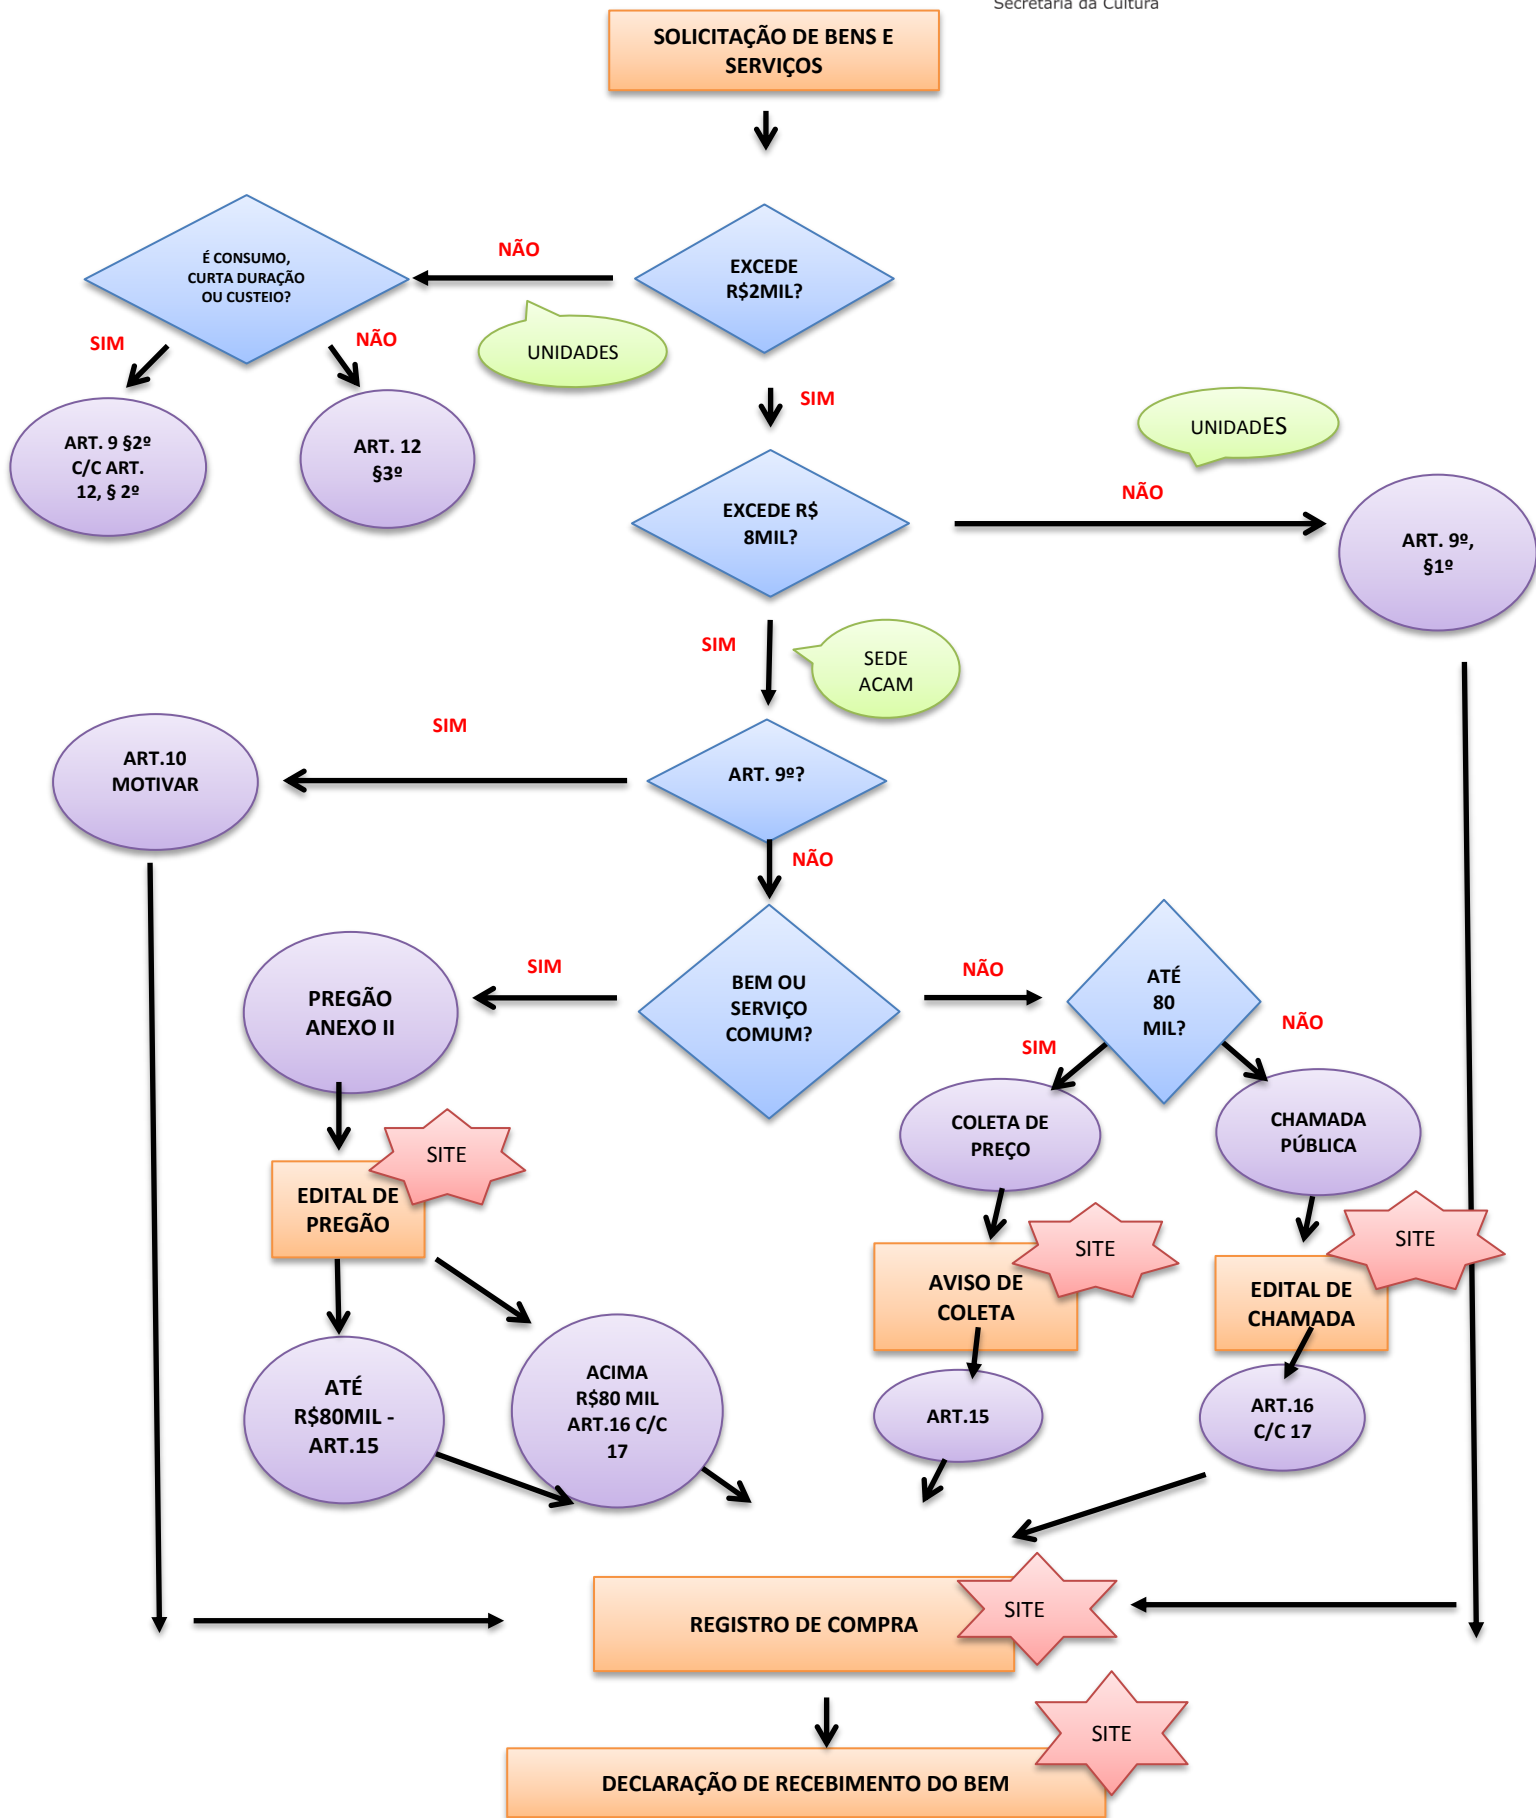 Secretaria da Cultura
SOLICITAÇÃO DE BENS E
SERVIÇOS
É CONSUMO,
CURTA DURAÇÃO
OU CUSTEIO?
NÃO
EXCEDE
R$2MIL?
UNIDADES
SIM
NÃO
SIM
ART. 9 §2º
C/C ART.
12, § 2º
ART. 12
§3º
UNIDADES
EXCEDE R$
8MIL?
NÃO
ART. 9º,
§1º
SIM
SEDE
ACAM
SIM
ART.10
MOTIVAR
ART. 9º?
NÃO
PREGÃO
ANEXO II
SIM
BEM OU
SERVIÇO
COMUM?
NÃO
ATÉ
80
MIL?
NÃO
SIM
COLETA DE
PREÇO
CHAMADA
PÚBLICA
SITE
EDITAL DE
PREGÃO
SITE
SITE
AVISO DE
COLETA
EDITAL DE
CHAMADA
ATÉ
R$80MIL -
ART.15
ACIMA
R$80 MIL
ART.16 C/C
17
ART.15
ART.16
C/C 17
REGISTRO DE COMPRA
SITE
SITE
DECLARAÇÃO DE RECEBIMENTO DO BEM